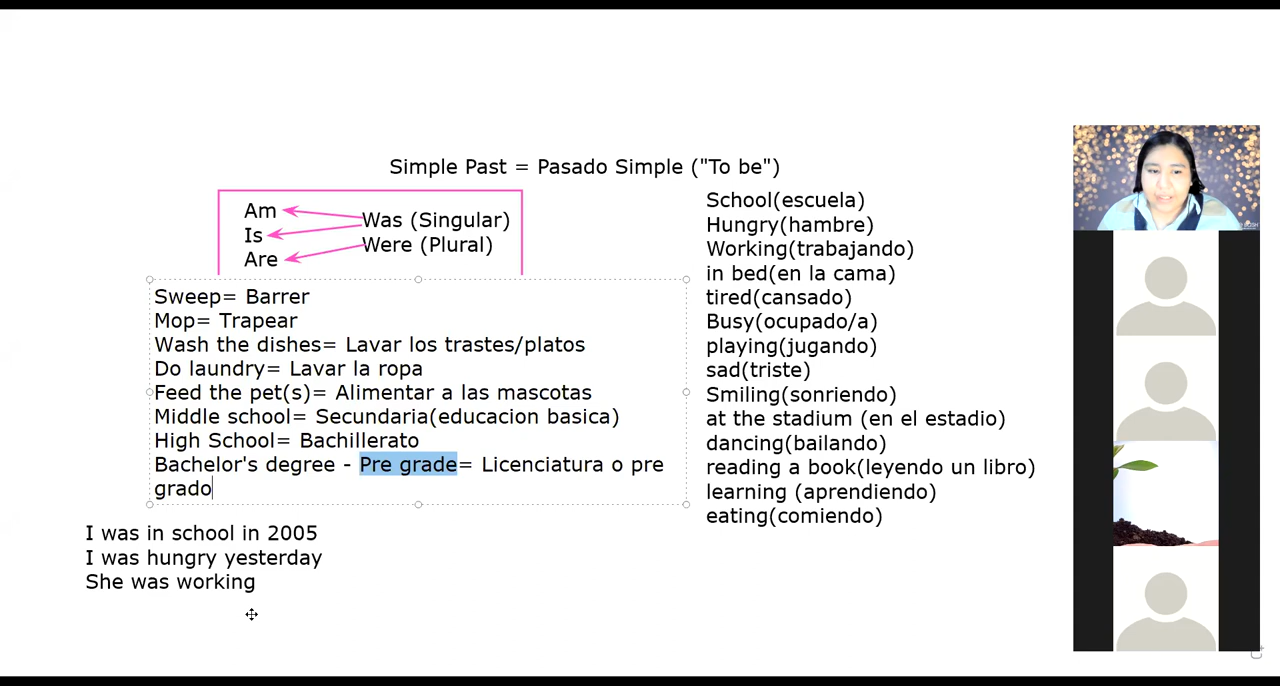 Simple Past = Pasado Simple ("To be")
Am
Is
Are
Was (Singular)
Were (Plural)
Sweep= Barrer
Mop= Trapear
Wash the dishes= Lavar los trastes/platos
Do laundry= Lavar la ropa
Feed the pet(s)= Alimentar a las mascotas
Middle school= Secundaria(educacion basica)
High School= Bachillerato
Bachelor's degree - Pre grade= Licenciatura o pre
grado
I was in school in 2005
I was hungry yesterday
She was working
School(escuela)
Hungry(hambre)
Working(trabajando)
in bed(en la cama)
tired(cansado)
Busy(ocupado/a)
playing(jugando)
sad(triste)
Smiling(sonriendo)
at the stadium (en el estadio)
dancing(bailando)
reading a book(leyendo un libro)
learning (aprendiendo)
eating(comiendo)